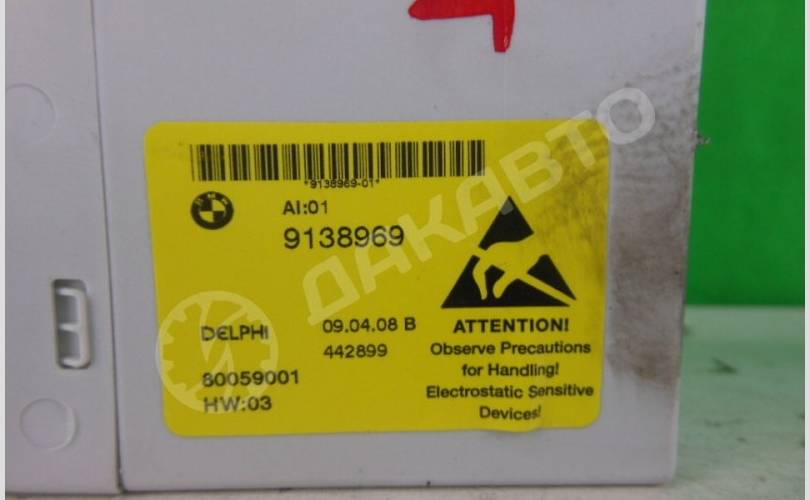 *9138969-01*
AI:01
9138969
DELPHI
09.04.08 B
442899
80059001
HW:03
ATTENTION!
Observe Precautions
for Handling!
Electrostatic Sensitive
Devices!
ДАКАВТО